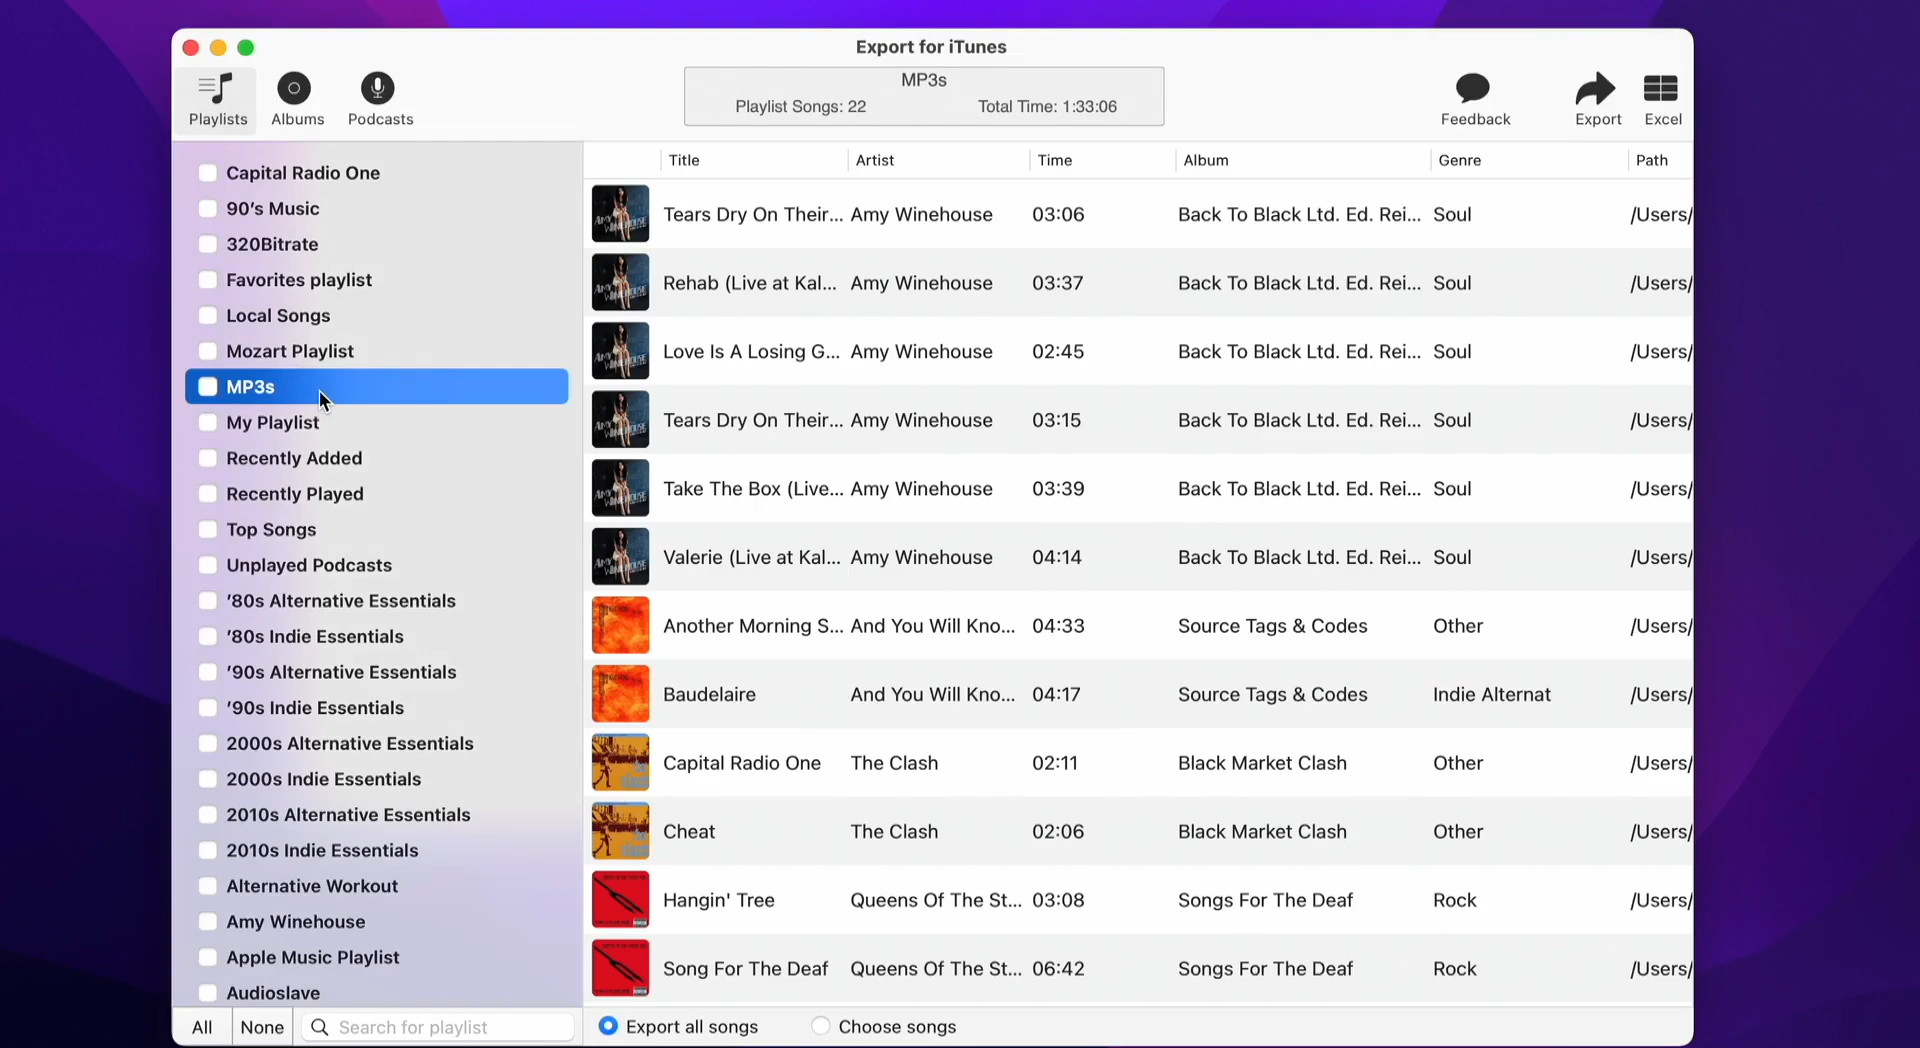 Export for iTunes
Playlists
Albums
Podcasts
MP3s
Playlist Songs: 22 Total Time: 1:33:06
Feedback
Export
Excel
Capital Radio One
90's Music
320Bitrate
Favorites playlist
Local Songs
Mozart Playlist
MP3s
My Playlist
Recently Added
Recently Played
Top Songs
Unplayed Podcasts
'80s Alternative Essentials
'80s Indie Essentials
'90s Alternative Essentials
'90s Indie Essentials
2000s Alternative Essentials
2000s Indie Essentials
2010s Alternative Essentials
2010s Indie Essentials
Alternative Workout
Amy Winehouse
Apple Music Playlist
Audioslave
All None Search for playlist
Title Artist Time Album Genre Path
Tears Dry On Their... Amy Winehouse 03:06 Back To Black Ltd. Ed. Rei... Soul /Users/
Rehab (Live at Kal... Amy Winehouse 03:37 Back To Black Ltd. Ed. Rei... Soul /Users/
Love Is A Losing G... Amy Winehouse 02:45 Back To Black Ltd. Ed. Rei... Soul /Users/
Tears Dry On Their... Amy Winehouse 03:15 Back To Black Ltd. Ed. Rei... Soul /Users/
Take The Box (Live... Amy Winehouse 03:39 Back To Black Ltd. Ed. Rei... Soul /Users/
Valerie (Live at Kal... Amy Winehouse 04:14 Back To Black Ltd. Ed. Rei... Soul /Users/
Another Morning S... And You Will Kno... 04:33 Source Tags & Codes Other /Users/
Baudelaire And You Will Kno... 04:17 Source Tags & Codes Indie Alternat /Users/
Capital Radio One The Clash 02:11 Black Market Clash Other /Users/
Cheat The Clash 02:06 Black Market Clash Other /Users/
Hangin' Tree Queens Of The St... 03:08 Songs For The Deaf Rock /Users/
Song For The Deaf Queens Of The St... 06:42 Songs For The Deaf Rock /Users/
Export all songs Choose songs